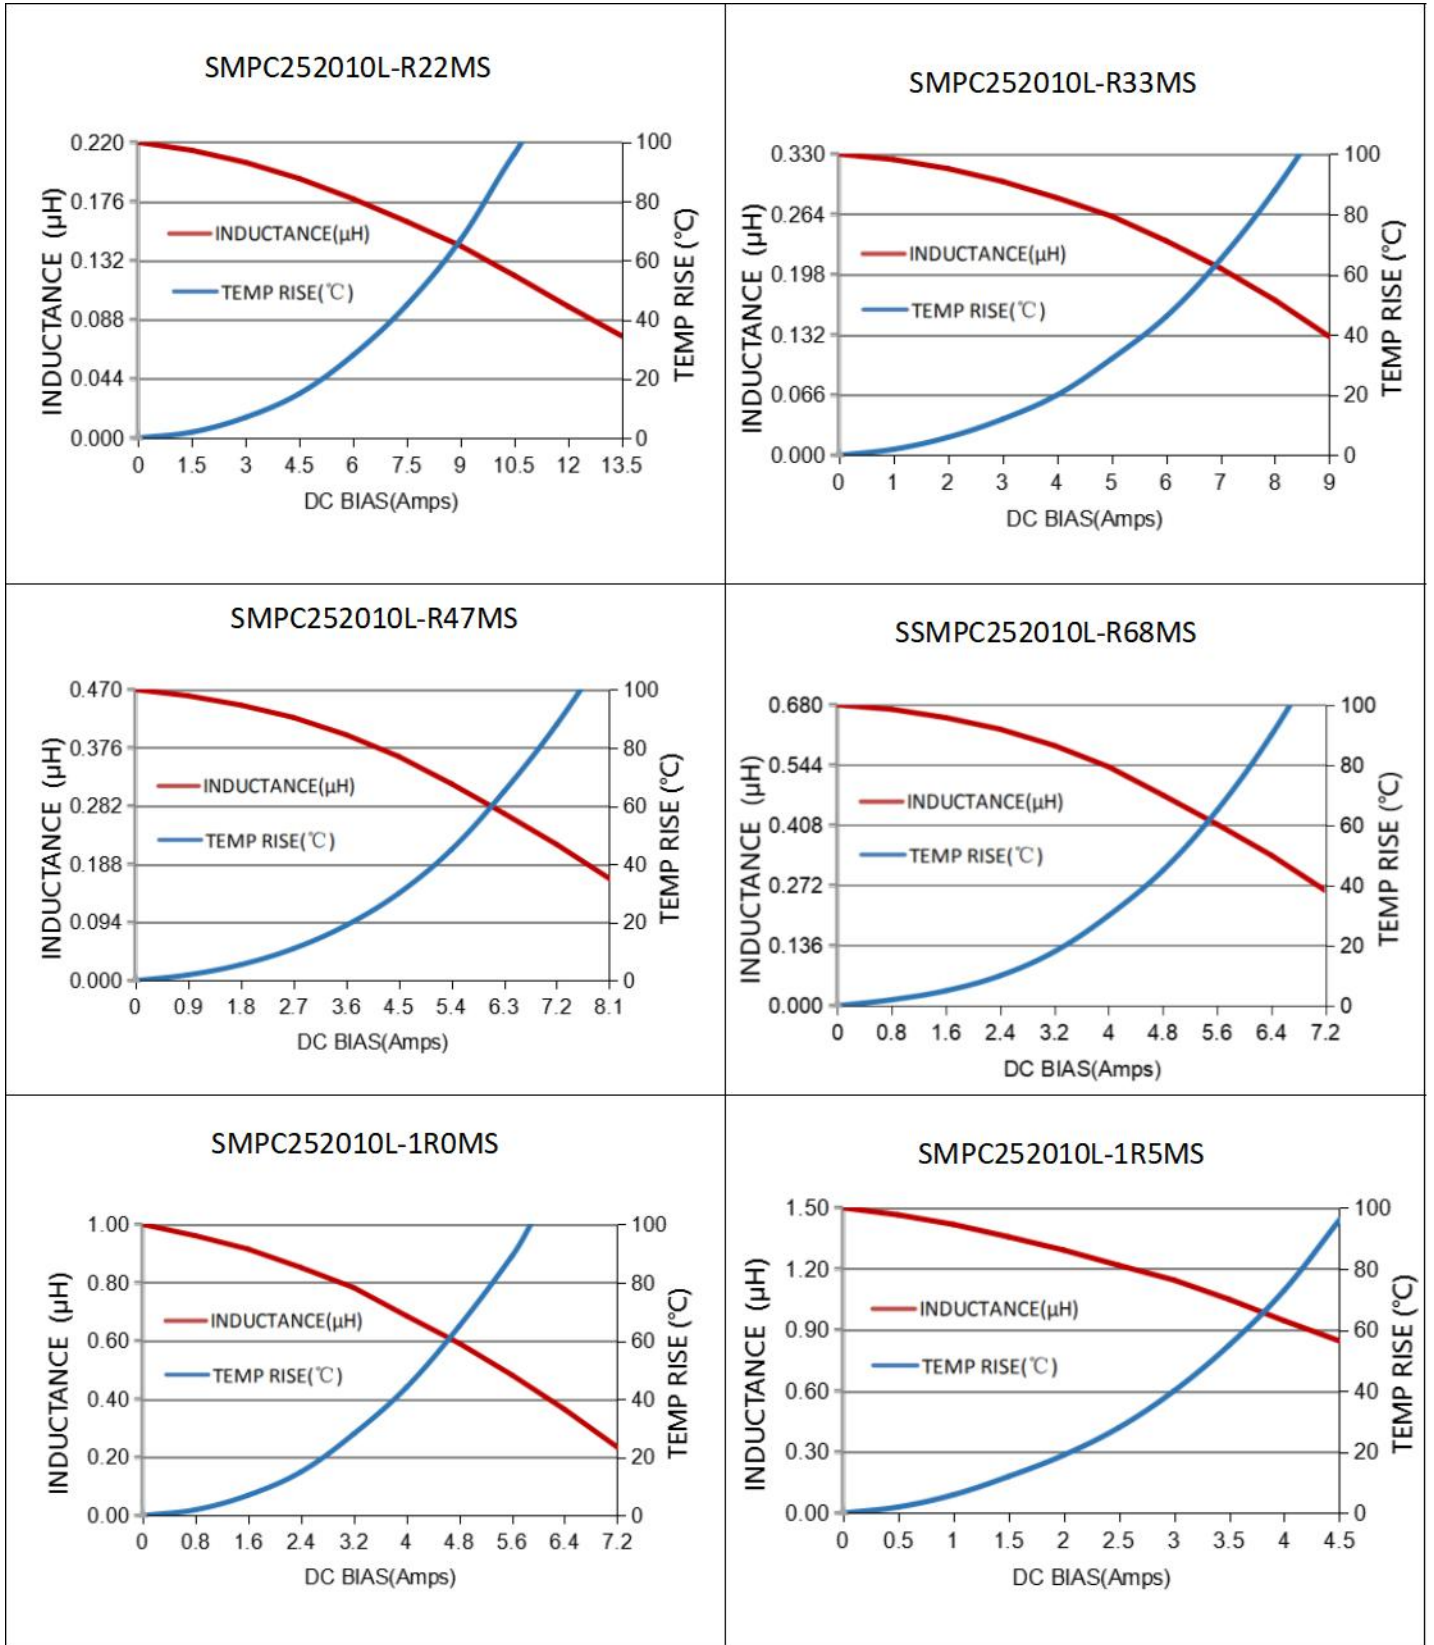 SMPC252010L-R22MS
INDUCTANCE (µH)
0.220
0.176
0.132
0.088
0.044
0.000
INDUCTANCE(µH)
TEMP RISE(℃)
100
80
60
40
20
0
TEMP RISE (℃)
0 1.5 3 4.5 6 7.5 9 10.5 12 13.5
DC BIAS(Amps)
SMPC252010L-R33MS
INDUCTANCE (µH)
0.330
0.264
0.198
0.132
0.066
0.000
INDUCTANCE(µH)
TEMP RISE(℃)
100
80
60
40
20
0
TEMP RISE (℃)
0 1 2 3 4 5 6 7 8 9
DC BIAS(Amps)
SMPC252010L-R47MS
INDUCTANCE (µH)
0.470
0.376
0.282
0.188
0.094
0.000
INDUCTANCE(µH)
TEMP RISE(℃)
100
80
60
40
20
0
TEMP RISE (℃)
0 0.9 1.8 2.7 3.6 4.5 5.4 6.3 7.2 8.1
DC BIAS(Amps)
SSMPC252010L-R68MS
INDUCTANCE (µH)
0.680
0.544
0.408
0.272
0.136
0.000
INDUCTANCE(µH)
TEMP RISE(℃)
100
80
60
40
20
0
TEMP RISE (℃)
0 0.8 1.6 2.4 3.2 4 4.8 5.6 6.4 7.2
DC BIAS(Amps)
SMPC252010L-1R0MS
INDUCTANCE (µH)
1.00
0.80
0.60
0.40
0.20
0.00
INDUCTANCE(µH)
TEMP RISE(℃)
100
80
60
40
20
0
TEMP RISE (℃)
0 0.8 1.6 2.4 3.2 4 4.8 5.6 6.4 7.2
DC BIAS(Amps)
SMPC252010L-1R5MS
INDUCTANCE (µH)
1.50
1.20
0.90
0.60
0.30
0.00
INDUCTANCE(µH)
TEMP RISE(℃)
100
80
60
40
20
0
TEMP RISE (℃)
0 0.5 1 1.5 2 2.5 3 3.5 4 4.5
DC BIAS(Amps)